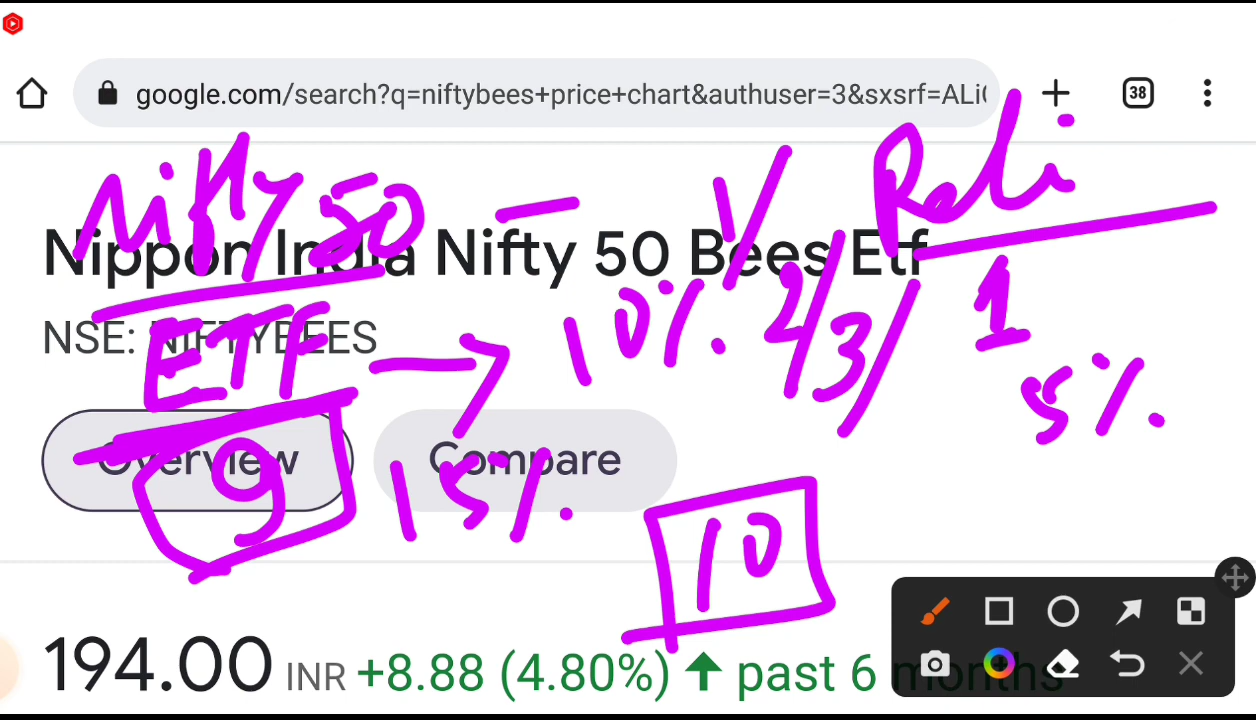 google.com/search?q=niftybees+price+chart&authuser=3&sxsrf=ALi
38
Nifty 50 —
Reli
Nippon India Nifty 50 Bees Etf
1/ 2/ 3/
1
NSE: NIFTYBEES
ETF → 10%.
5%.
Overview
Compare
9
15%.
10
194.00 INR +8.88 (4.80%) ↑ past 6 months